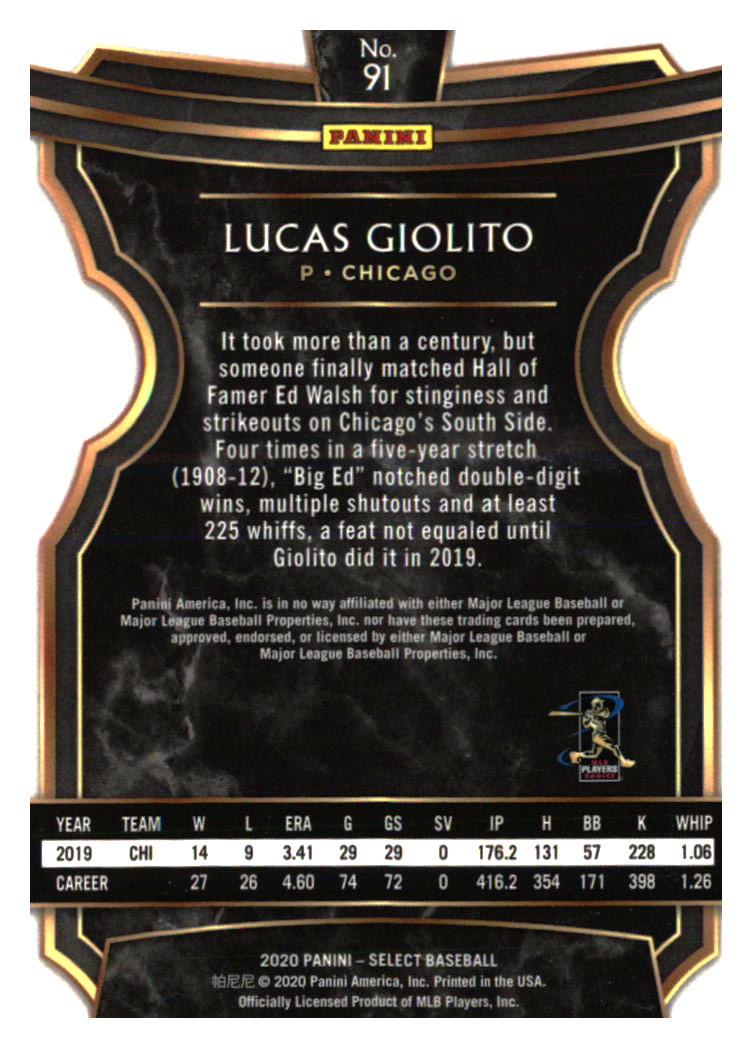 No.
91
PANINI
LUCAS GIOLITO
P • CHICAGO
It took more than a century, but
someone finally matched Hall of
Famer Ed Walsh for stinginess and
strikeouts on Chicago's South Side.
Four times in a five-year stretch
(1908-12), “Big Ed” notched double-digit
wins, multiple shutouts and at least
225 whiffs, a feat not equaled until
Giolito did it in 2019.
Panini America, Inc. is in no way affiliated with either Major League Baseball or
Major League Baseball Properties, Inc. nor have these trading cards been prepared,
approved, endorsed, or licensed by either Major League Baseball or
Major League Baseball Properties, Inc.
MLB
PLAYERS
CHOICE
YEAR TEAM W L ERA G GS SV IP H BB K WHIP
2019 CHI 14 9 3.41 29 29 0 176.2 131 57 228 1.06
CAREER 27 26 4.60 74 72 0 416.2 354 171 398 1.26
2020 PANINI – SELECT BASEBALL
帕尼尼 © 2020 Panini America, Inc. Printed in the USA.
Officially Licensed Product of MLB Players, Inc.